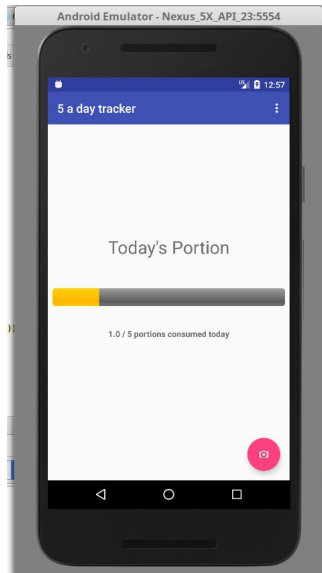 Android Emulator - Nexus_5X_API_23:5554
12:57
5 a day tracker
Today's Portion
1.0 / 5 portions consumed today